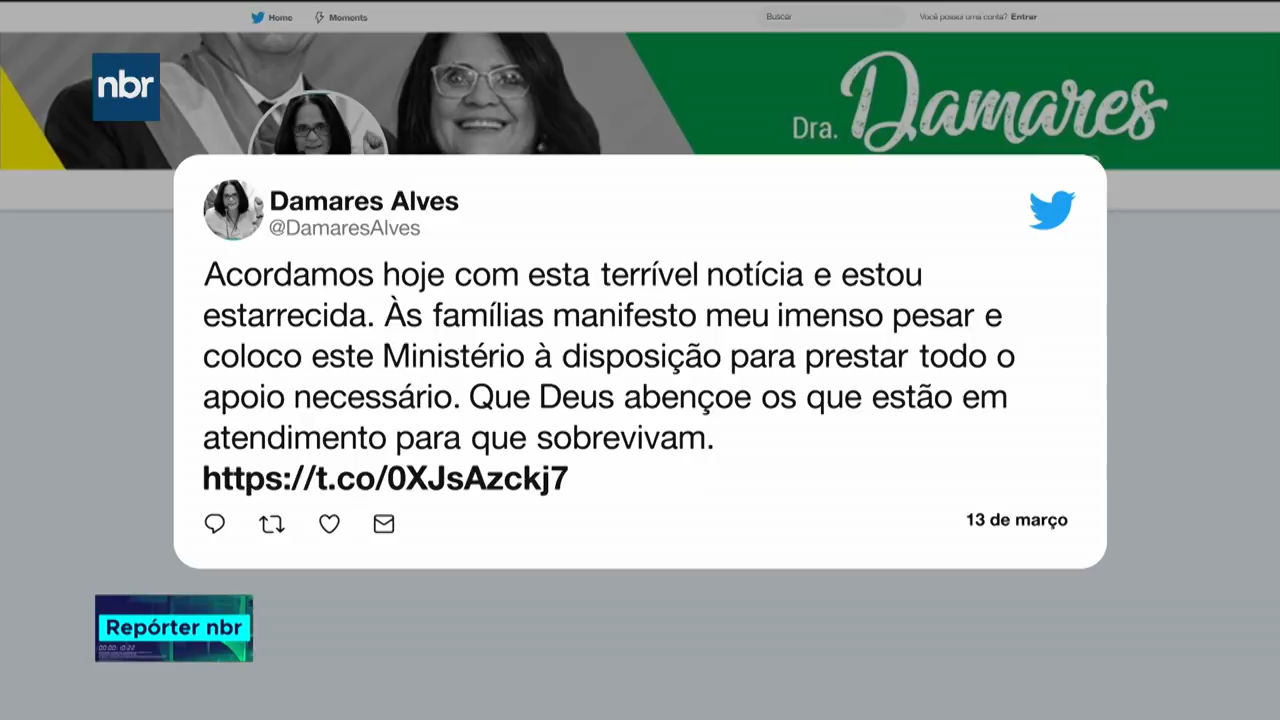 Home
Moments
Buscar
Você possui uma conta? Entrar
nbr
Dra. Damares
Damares Alves
@DamaresAlves
Acordamos hoje com esta terrível notícia e estou
estarrecida. Às famílias manifesto meu imenso pesar e
coloco este Ministério à disposição para prestar todo o
apoio necessário. Que Deus abençoe os que estão em
atendimento para que sobrevivam.
https://t.co/0XJsAzckj7
13 de março
Repórter nbr